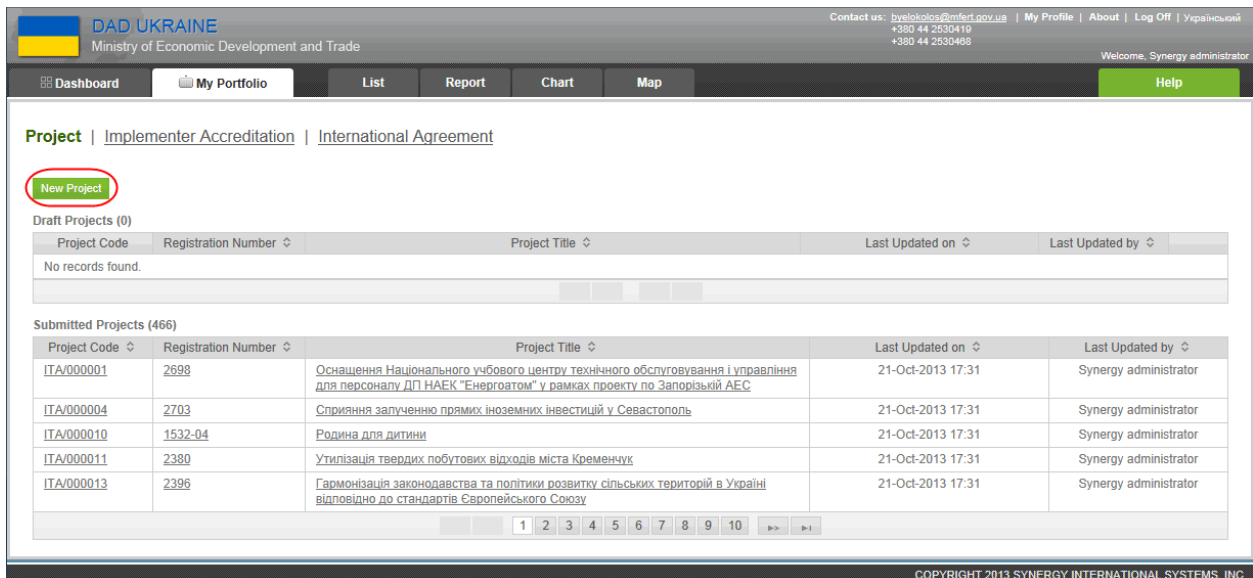 DAD UKRAINE
Ministry of Economic Development and Trade
Contact us: byelokolos@mfert.gov.ua | My Profile | About | Log Off | Український
+380 44 2530419
+380 44 2530468
Welcome, Synergy administrator
Dashboard My Portfolio List Report Chart Map Help
Project | Implementer Accreditation | International Agreement
New Project
Draft Projects (0)
Project Code Registration Number Project Title Last Updated on Last Updated by
No records found.
Submitted Projects (466)
Project Code Registration Number Project Title Last Updated on Last Updated by
ITA/000001 2698 Оснащення Національного учбового центру технічного обслуговування і управління 21-Oct-2013 17:31 Synergy administrator
для персоналу ДП НАЕК "Енергоатом" у рамках проекту по Запорізькій АЕС
ITA/000004 2703 Сприяння залученню прямих іноземних інвестицій у Севастополь 21-Oct-2013 17:31 Synergy administrator
ITA/000010 1532-04 Родина для дитини 21-Oct-2013 17:31 Synergy administrator
ITA/000011 2380 Утилізація твердих побутових відходів міста Кременчук 21-Oct-2013 17:31 Synergy administrator
ITA/000013 2396 Гармонізація законодавства та політики розвитку сільських територій в Україні 21-Oct-2013 17:31 Synergy administrator
відповідно до стандартів Європейського Союзу
1 2 3 4 5 6 7 8 9 10
COPYRIGHT 2013 SYNERGY INTERNATIONAL SYSTEMS, INC